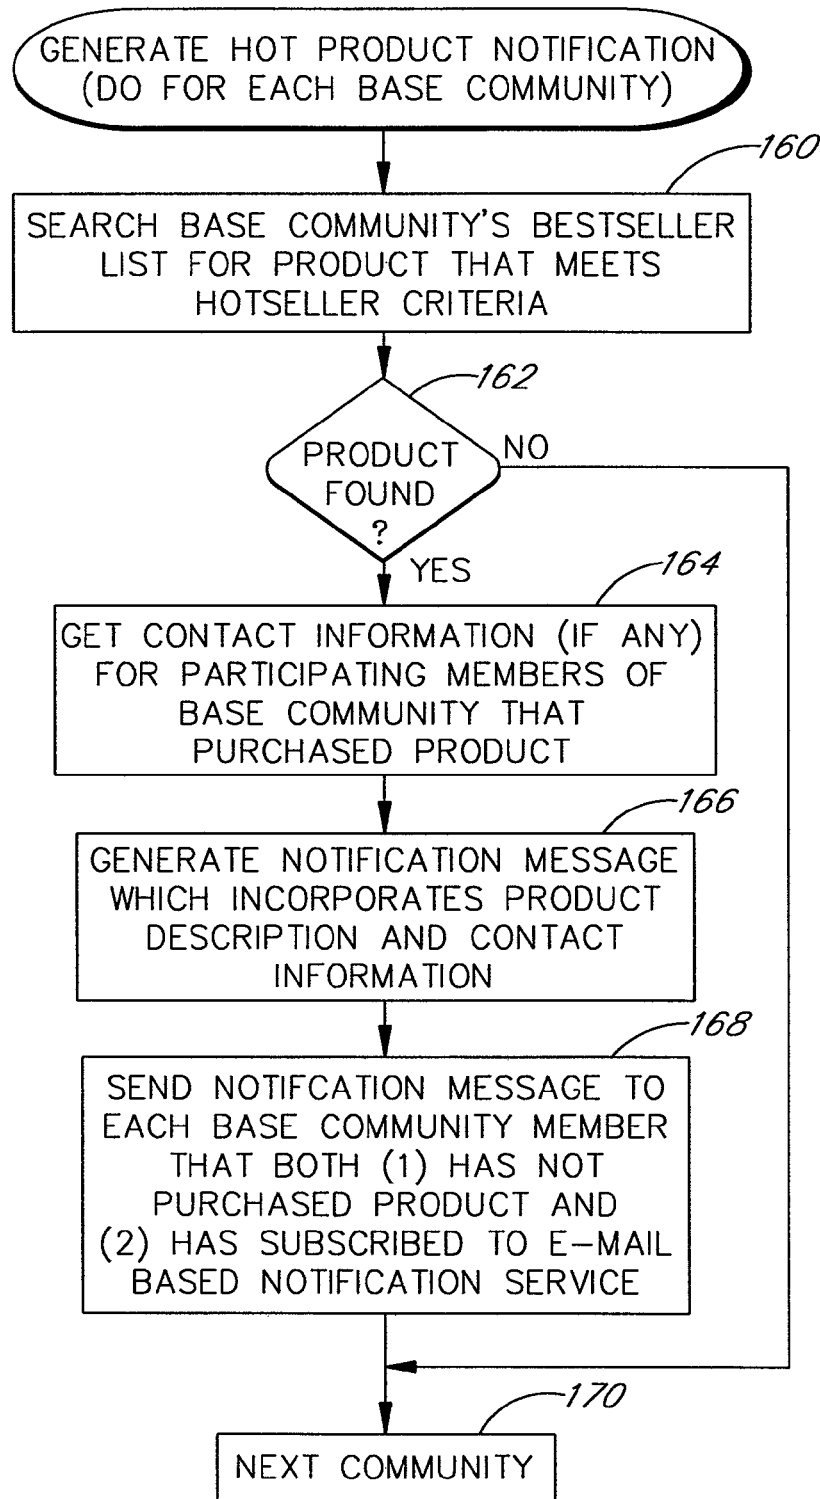 GENERATE HOT PRODUCT NOTIFICATION
(DO FOR EACH BASE COMMUNITY)
160
SEARCH BASE COMMUNITY'S BESTSELLER
LIST FOR PRODUCT THAT MEETS
HOTSELLER CRITERIA
162
PRODUCT
FOUND
?
NO
YES
164
GET CONTACT INFORMATION (IF ANY)
FOR PARTICIPATING MEMBERS OF
BASE COMMUNITY THAT
PURCHASED PRODUCT
166
GENERATE NOTIFICATION MESSAGE
WHICH INCORPORATES PRODUCT
DESCRIPTION AND CONTACT
INFORMATION
168
SEND NOTIFCATION MESSAGE TO
EACH BASE COMMUNITY MEMBER
THAT BOTH (1) HAS NOT
PURCHASED PRODUCT AND
(2) HAS SUBSCRIBED TO E-MAIL
BASED NOTIFICATION SERVICE
170
NEXT COMMUNITY